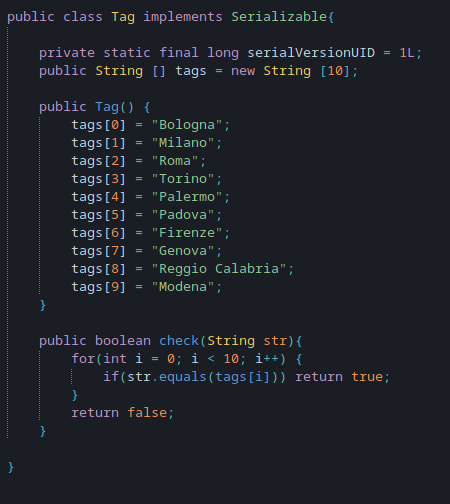 public class Tag implements Serializable{
private static final long serialVersionUID = 1L;
public String [] tags = new String [10];
public Tag() {
tags[0] = "Bologna";
tags[1] = "Milano";
tags[2] = "Roma";
tags[3] = "Torino";
tags[4] = "Palermo";
tags[5] = "Padova";
tags[6] = "Firenze";
tags[7] = "Genova";
tags[8] = "Reggio Calabria";
tags[9] = "Modena";
}
public boolean check(String str){
for(int i = 0; i < 10; i++) {
if(str.equals(tags[i])) return true;
}
return false;
}
}